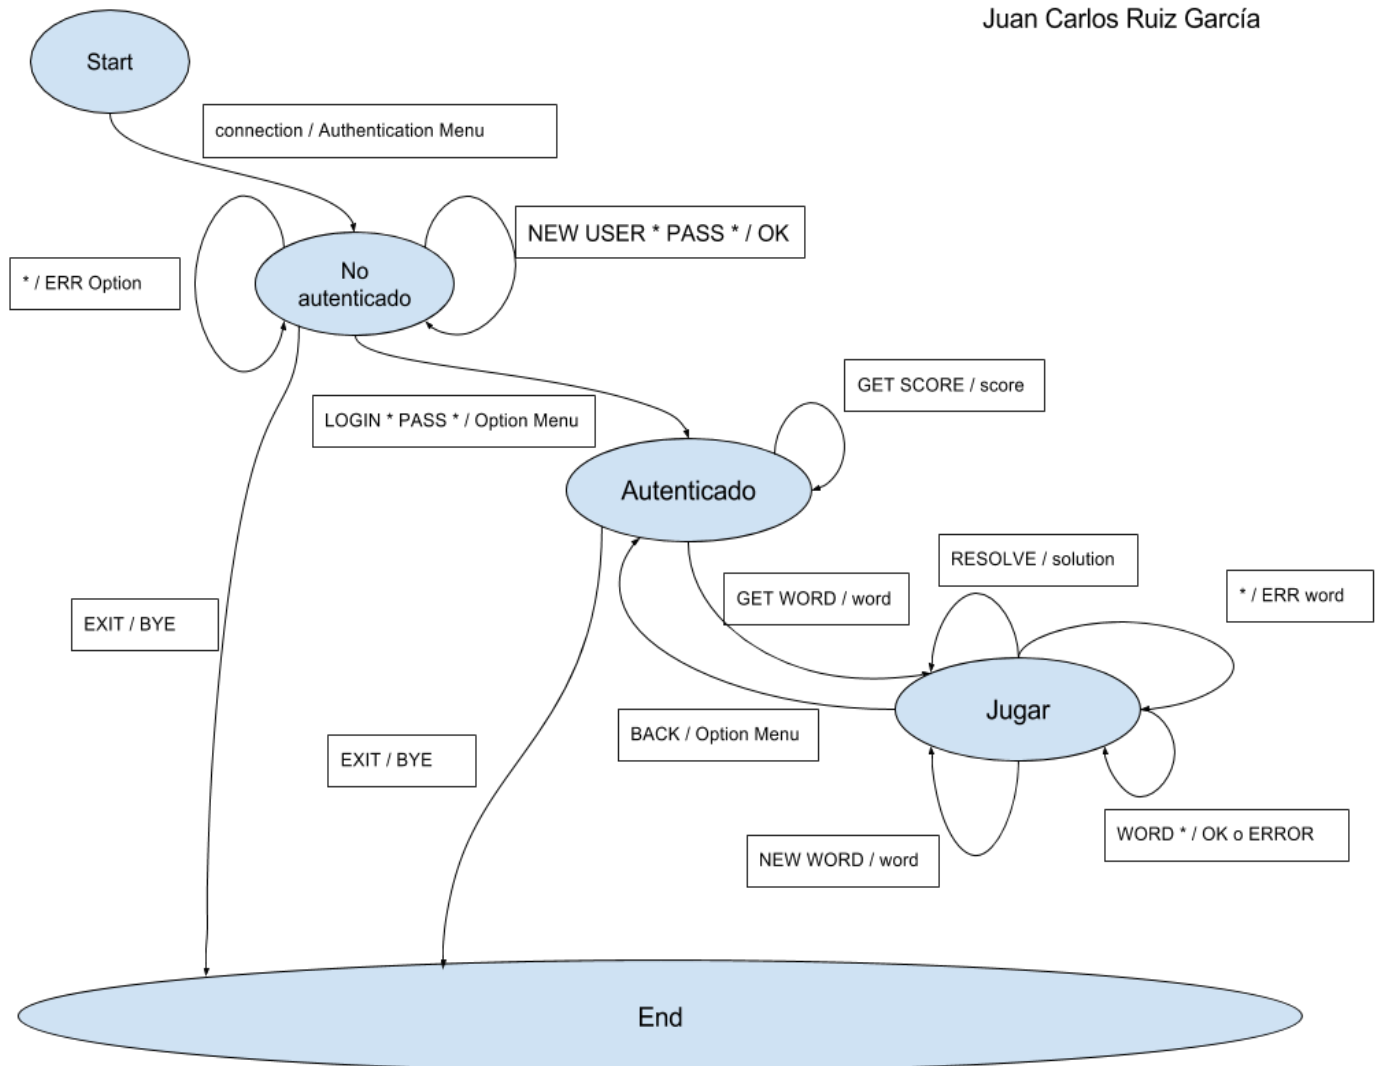 Juan Carlos Ruiz García
Start
connection / Authentication Menu
NEW USER * PASS * / OK
* / ERR Option
No
autenticado
GET SCORE / score
LOGIN * PASS * / Option Menu
Autenticado
RESOLVE / solution
GET WORD / word
* / ERR word
EXIT / BYE
Jugar
BACK / Option Menu
EXIT / BYE
WORD * / OK o ERROR
NEW WORD / word
End